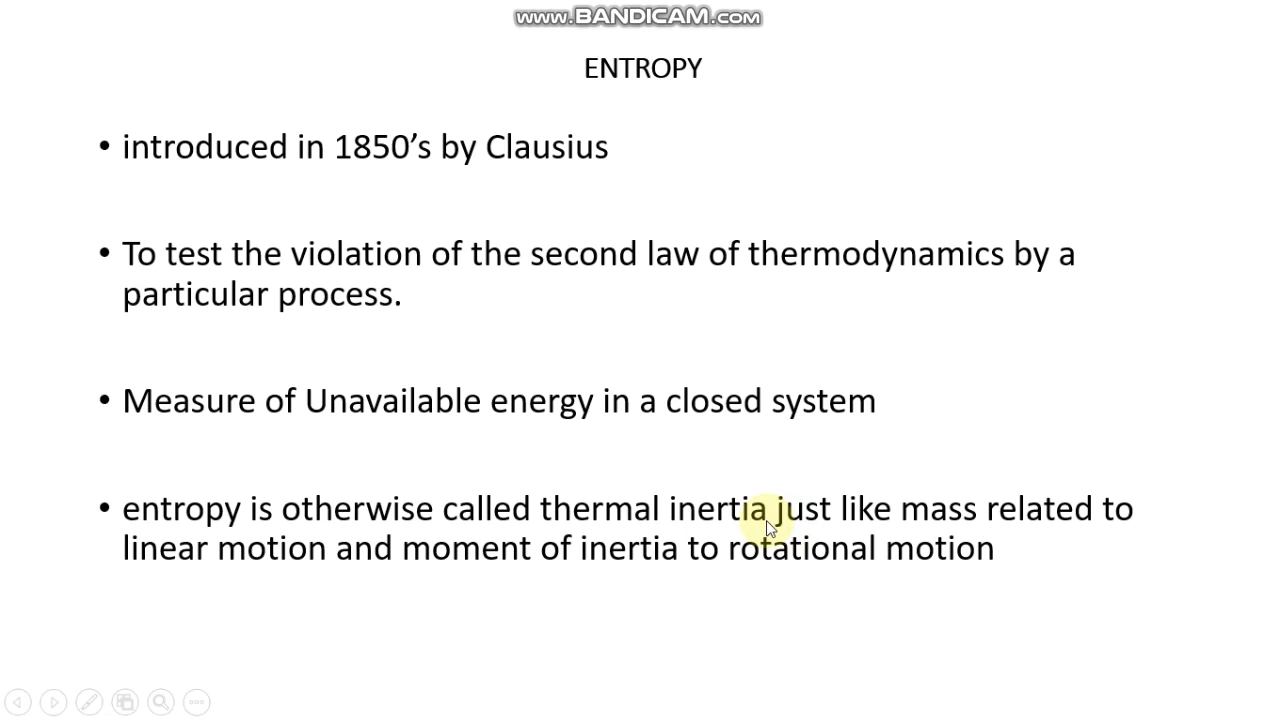 www.BANDICAM.com
ENTROPY
• introduced in 1850’s by Clausius
• To test the violation of the second law of thermodynamics by a
particular process.
• Measure of Unavailable energy in a closed system
• entropy is otherwise called thermal inertia just like mass related to
linear motion and moment of inertia to rotational motion